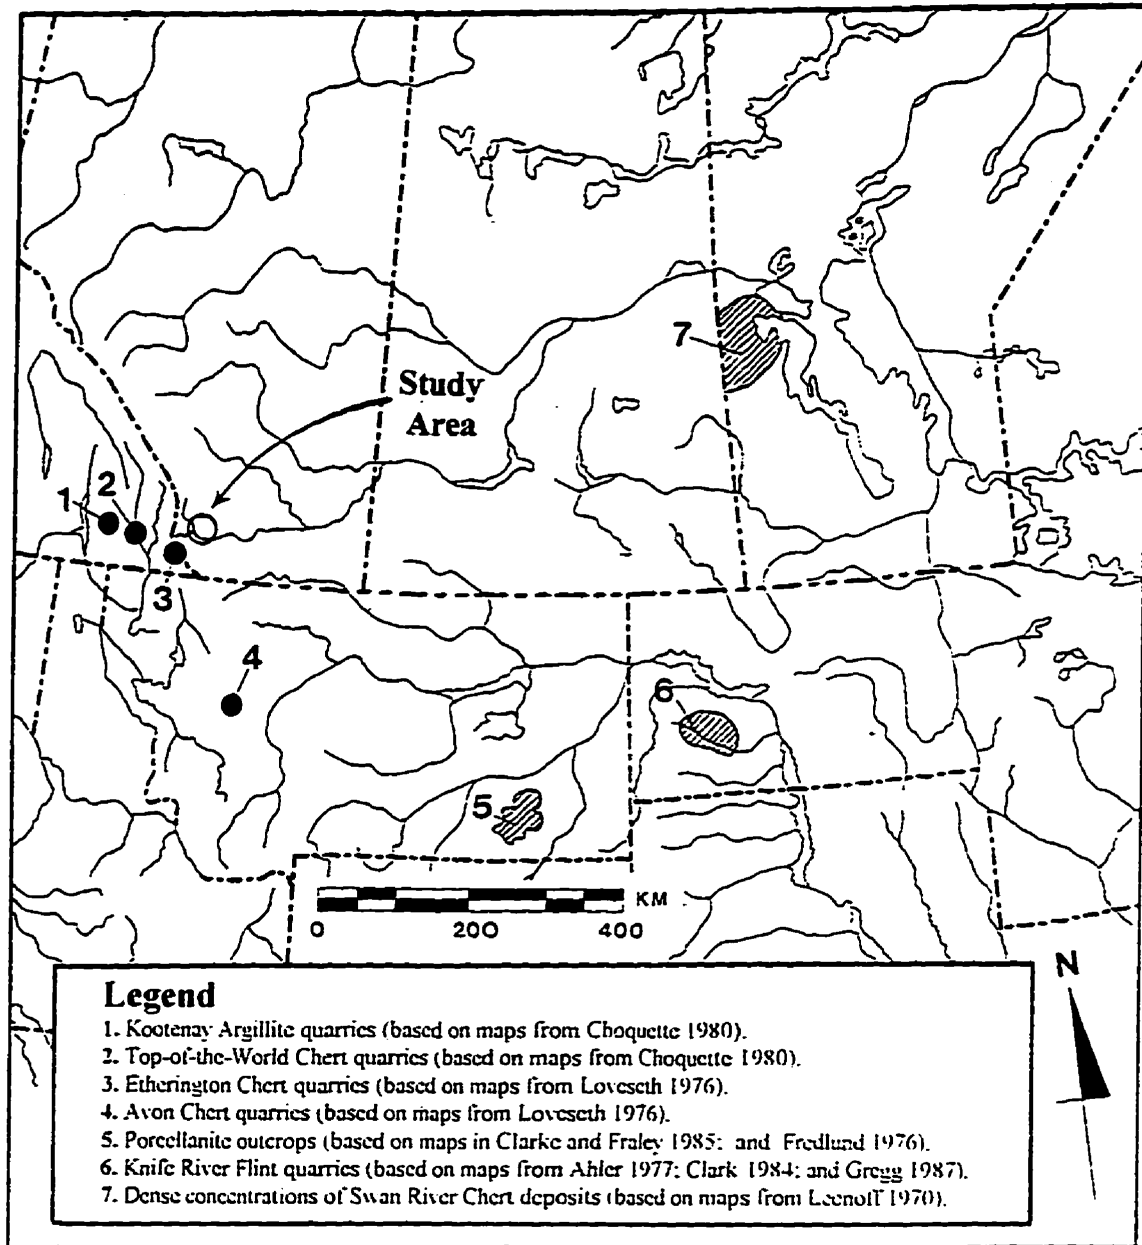 7
Study
Area
1
2
3
4
6
5
KM
0 200 400
N
Legend
1. Kootenay Argillite quarries (based on maps from Choquette 1980).
2. Top-of-the-World Chert quarries (based on maps from Choquette 1980).
3. Etherington Chert quarries (based on maps from Loveseth 1976).
4. Avon Chert quarries (based on maps from Loveseth 1976).
5. Porcellanite outcrops (based on maps in Clarke and Fraley 1985; and Fredlund 1976).
6. Knife River Flint quarries (based on maps from Ahler 1977; Clark 1984; and Gregg 1987).
7. Dense concentrations of Swan River Chert deposits (based on maps from Leonoff 1970).